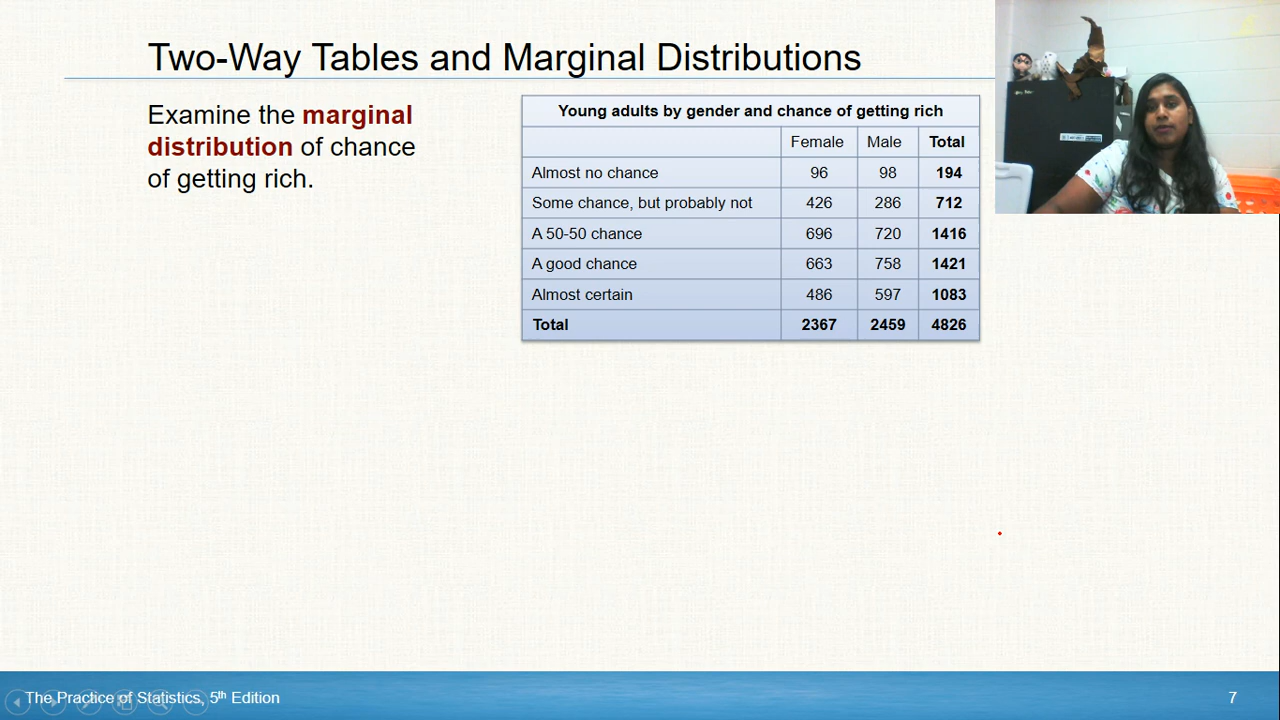 Two-Way Tables and Marginal Distributions
Examine the marginal
distribution of chance
of getting rich.
Young adults by gender and chance of getting rich
Female Male Total
Almost no chance 96 98 194
Some chance, but probably not 426 286 712
A 50-50 chance 696 720 1416
A good chance 663 758 1421
Almost certain 486 597 1083
Total 2367 2459 4826
The Practice of Statistics, 5th Edition
7